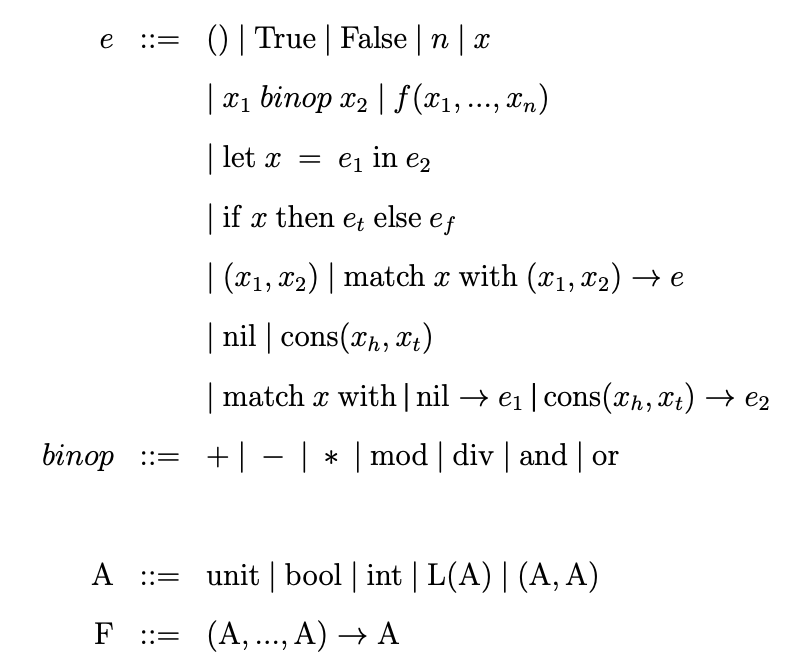 e ::= () | True | False | n | x
| x₁ binop x₂ | f(x₁, ..., xₙ)
| let x = e₁ in e₂
| if x then eₜ else e_f
| (x₁, x₂) | match x with (x₁, x₂) → e
| nil | cons(xₕ, xₜ)
| match x with | nil → e₁ | cons(xₕ, xₜ) → e₂
binop ::= + | − | ∗ | mod | div | and | or
A ::= unit | bool | int | L(A) | (A, A)
F ::= (A, ..., A) → A